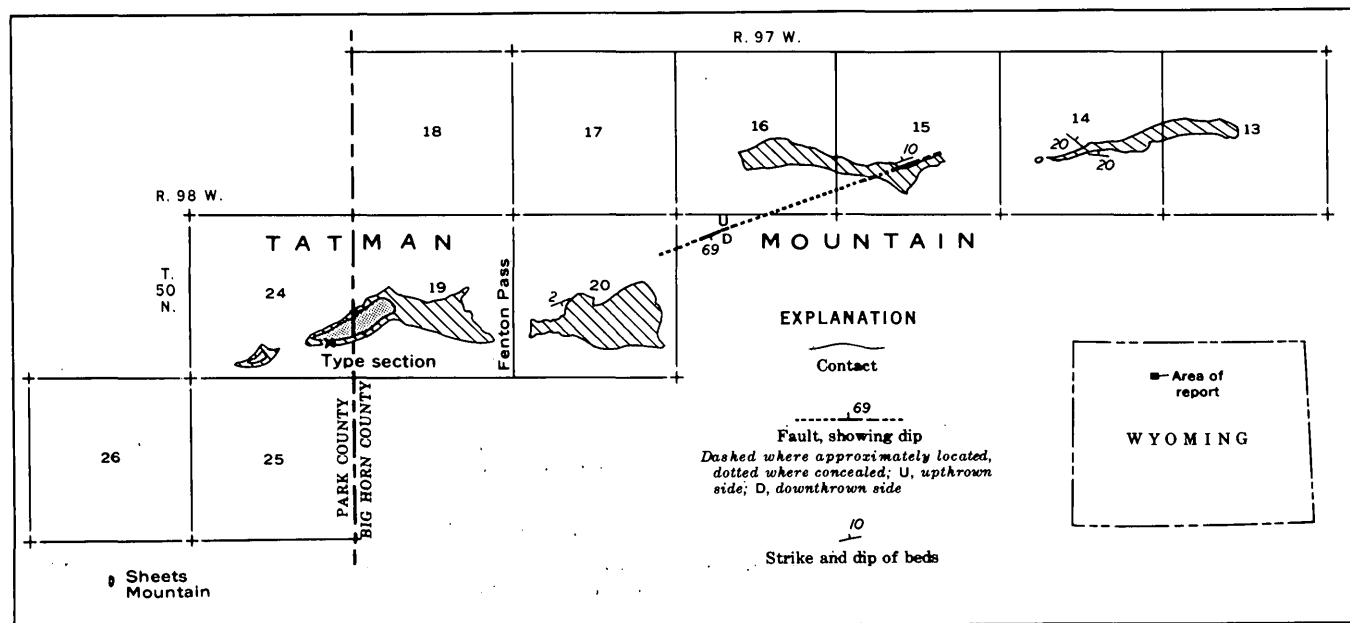 R. 97 W.
18
17
16
15
14
13
10
20
20
R. 98 W.
U
D
69
TATMAN MOUNTAIN
T.
50
N.
24
19
Fenton Pass
2
20
Type section
EXPLANATION
Contact
69
Fault, showing dip
Dashed where approximately located,
dotted where concealed; U, upthrown
side; D, downthrown side
10
Strike and dip of beds
Area of
report
WYOMING
26
25
PARK COUNTY
BIG HORN COUNTY
Sheets
Mountain